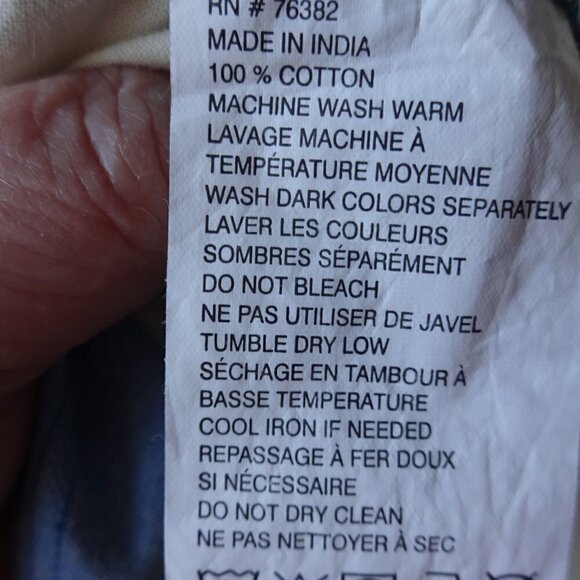 RN # 76382
MADE IN INDIA
100 % COTTON
MACHINE WASH WARM
LAVAGE MACHINE À
TEMPÉRATURE MOYENNE
WASH DARK COLORS SEPARATELY
LAVER LES COULEURS
SOMBRES SÉPARÉMENT
DO NOT BLEACH
NE PAS UTILISER DE JAVEL
TUMBLE DRY LOW
SÉCHAGE EN TAMBOUR À
BASSE TEMPERATURE
COOL IRON IF NEEDED
REPASSAGE À FER DOUX
SI NÉCESSAIRE
DO NOT DRY CLEAN
NE PAS NETTOYER À SEC